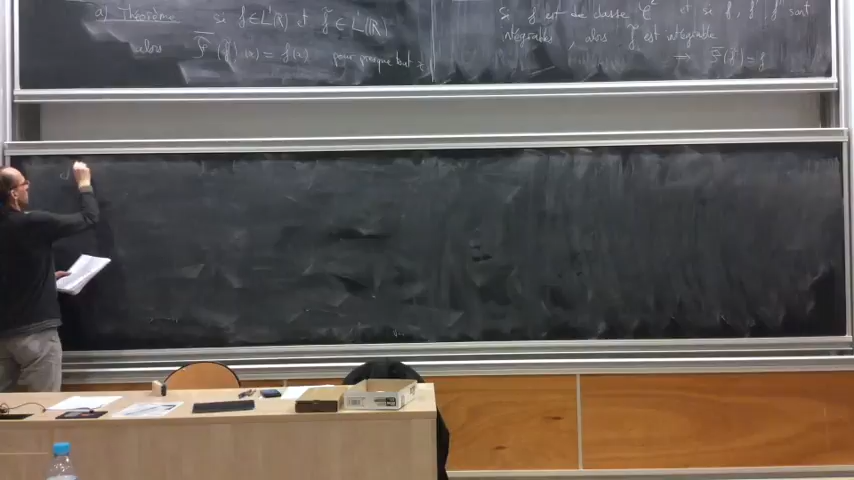 a) Théorème si f ∈ L¹(ℝ) et f̂ ∈ L¹(ℝ)
alors F̄(f̂)(x) = f(x) pour presque tout x
Si f est de classe C² et si f, f', f'' sont
intégrables, alors f̂ est intégrable
⇒ F̄(f̂) = f